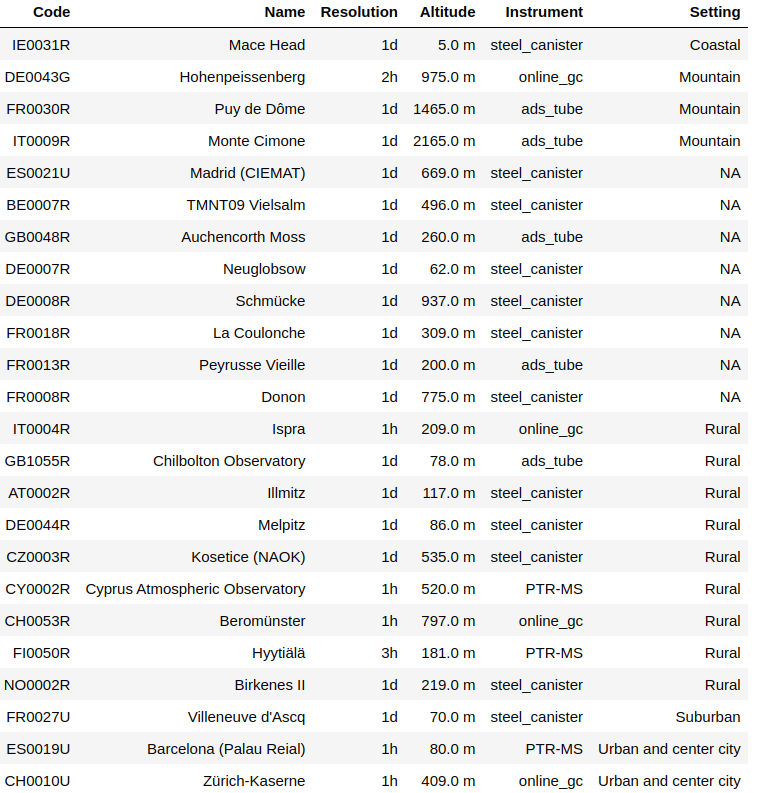 Code Name Resolution Altitude Instrument Setting
IE0031R Mace Head 1d 5.0 m steel_canister Coastal
DE0043G Hohenpeissenberg 2h 975.0 m online_gc Mountain
FR0030R Puy de Dôme 1d 1465.0 m ads_tube Mountain
IT0009R Monte Cimone 1d 2165.0 m ads_tube Mountain
ES0021U Madrid (CIEMAT) 1d 669.0 m steel_canister NA
BE0007R TMNT09 Vielsalm 1d 496.0 m steel_canister NA
GB0048R Auchencorth Moss 1d 260.0 m ads_tube NA
DE0007R Neuglobsow 1d 62.0 m steel_canister NA
DE0008R Schmücke 1d 937.0 m steel_canister NA
FR0018R La Coulonche 1d 309.0 m steel_canister NA
FR0013R Peyrusse Vieille 1d 200.0 m ads_tube NA
FR0008R Donon 1d 775.0 m steel_canister NA
IT0004R Ispra 1h 209.0 m online_gc Rural
GB1055R Chilbolton Observatory 1d 78.0 m ads_tube Rural
AT0002R Illmitz 1d 117.0 m steel_canister Rural
DE0044R Melpitz 1d 86.0 m steel_canister Rural
CZ0003R Kosetice (NAOK) 1d 535.0 m steel_canister Rural
CY0002R Cyprus Atmospheric Observatory 1h 520.0 m PTR-MS Rural
CH0053R Beromünster 1h 797.0 m online_gc Rural
FI0050R Hyytiälä 3h 181.0 m PTR-MS Rural
NO0002R Birkenes II 1d 219.0 m steel_canister Rural
FR0027U Villeneuve d'Ascq 1d 70.0 m steel_canister Suburban
ES0019U Barcelona (Palau Reial) 1h 80.0 m PTR-MS Urban and center city
CH0010U Zürich-Kaserne 1h 409.0 m online_gc Urban and center city